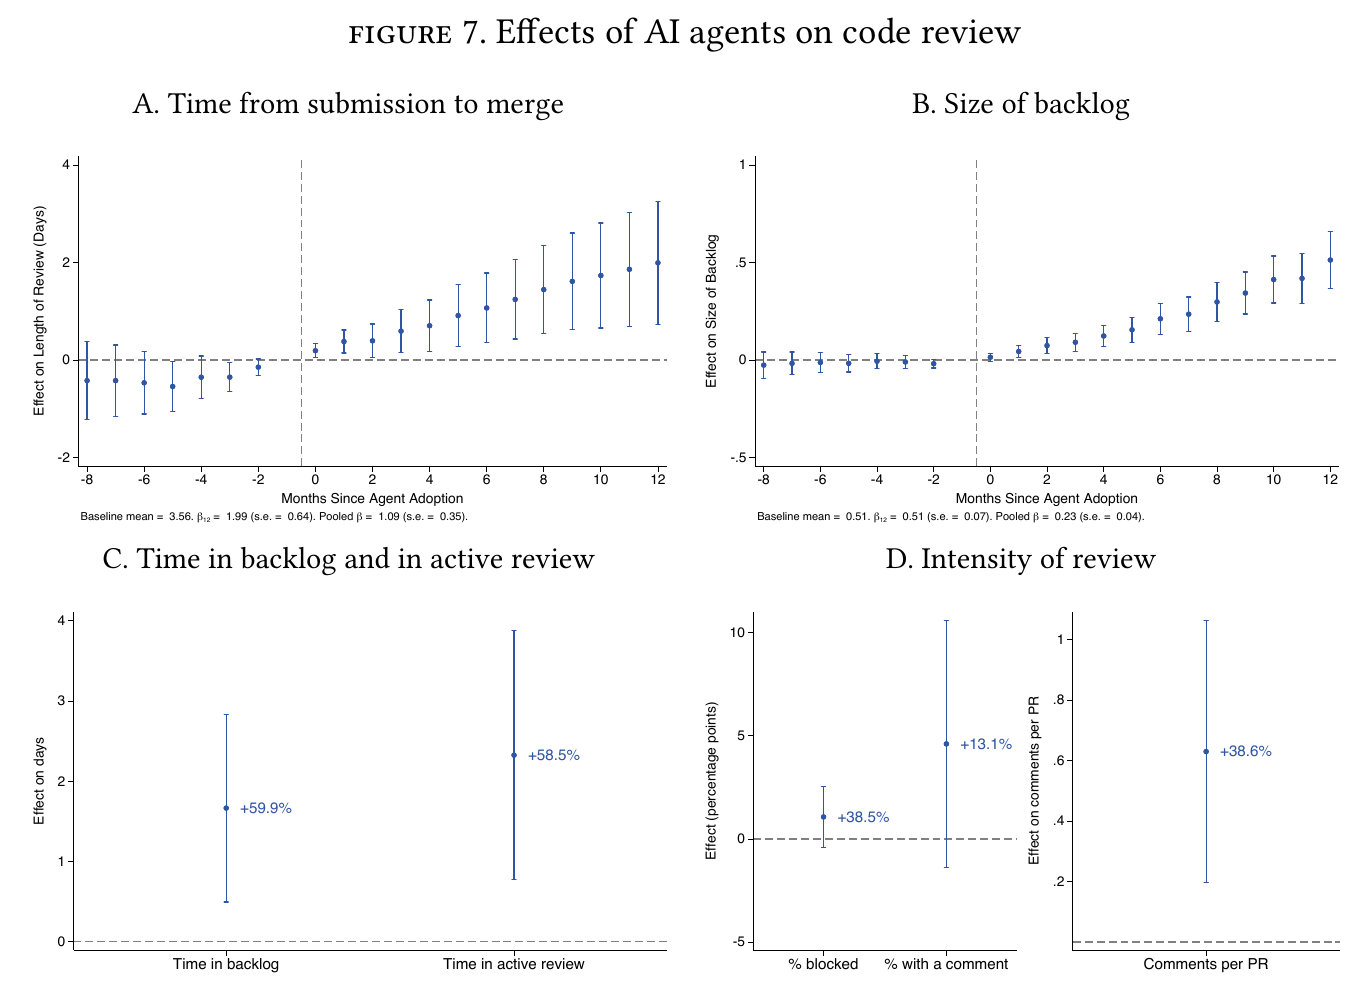 FIGURE 7. Effects of AI agents on code review
A. Time from submission to merge
Effect on Length of Review (Days)
4
2
0
-2
-8 -6 -4 -2 0 2 4 6 8 10 12
Months Since Agent Adoption
Baseline mean = 3.56. β₁₂ = 1.99 (s.e. = 0.64). Pooled β = 1.09 (s.e. = 0.35).
B. Size of backlog
Effect on Size of Backlog
1
.5
0
-.5
-8 -6 -4 -2 0 2 4 6 8 10 12
Months Since Agent Adoption
Baseline mean = 0.51. β₁₂ = 0.51 (s.e. = 0.07). Pooled β = 0.23 (s.e. = 0.04).
C. Time in backlog and in active review
Effect on days
4
3
2
1
0
+59.9%
+58.5%
Time in backlog Time in active review
D. Intensity of review
Effect (percentage points)
10
5
0
-5
+38.5%
+13.1%
% blocked % with a comment
Effect on comments per PR
1
.8
.6
.4
.2
+38.6%
Comments per PR